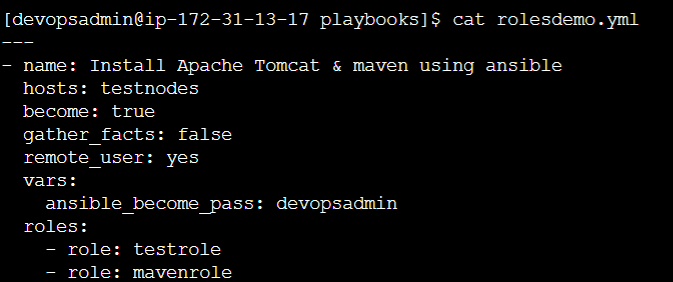 [devopsadmin@ip-172-31-13-17 playbooks]$ cat rolesdemo.yml
---
- name: Install Apache Tomcat & maven using ansible
  hosts: testnodes
  become: true
  gather_facts: false
  remote_user: yes
  vars:
    ansible_become_pass: devopsadmin
  roles:
    - role: testrole
    - role: mavenrole